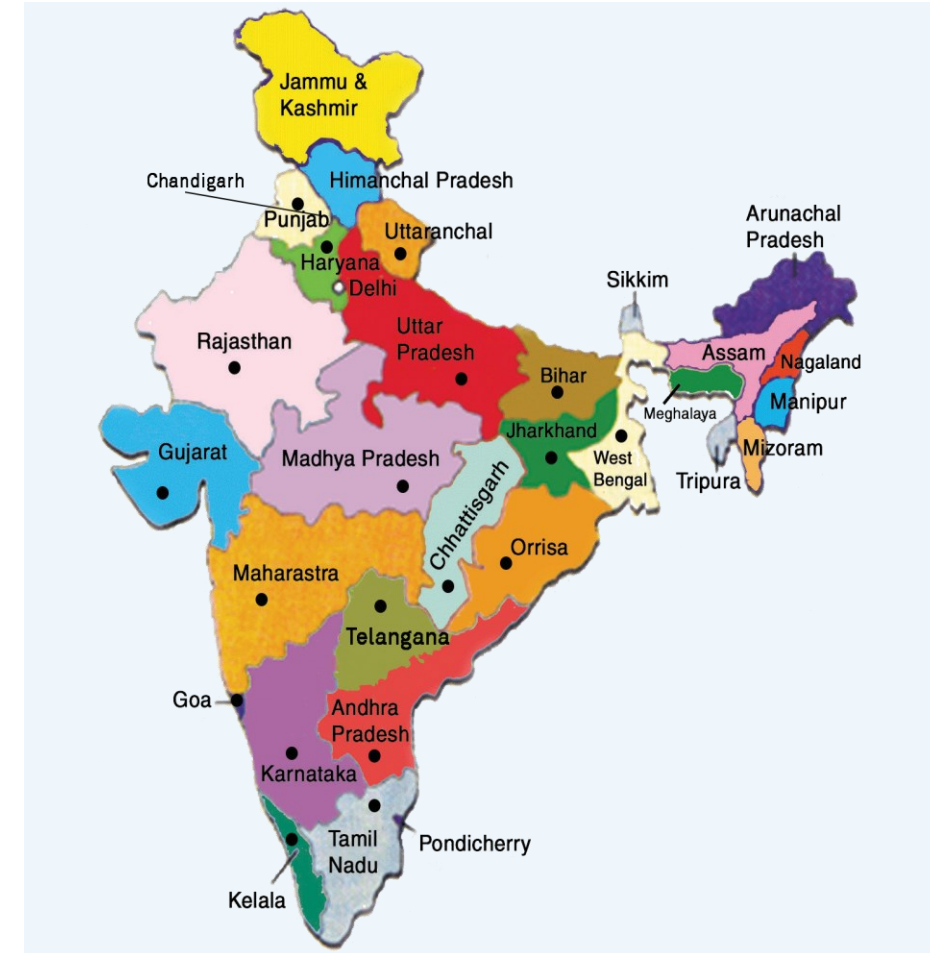 Jammu &
Kashmir
Chandigarh
Himanchal Pradesh
Punjab
Uttaranchal
Arunachal
Pradesh
Haryana
Delhi
Sikkim
Uttar
Pradesh
Rajasthan
Assam
Nagaland
Bihar
Meghalaya
Manipur
Jharkhand
Gujarat
Madhya Pradesh
West
Bengal
Mizoram
Tripura
Chhattisgarh
Orrisa
Maharastra
Telangana
Goa
Andhra
Pradesh
Karnataka
Tamil
Nadu
Pondicherry
Kelala